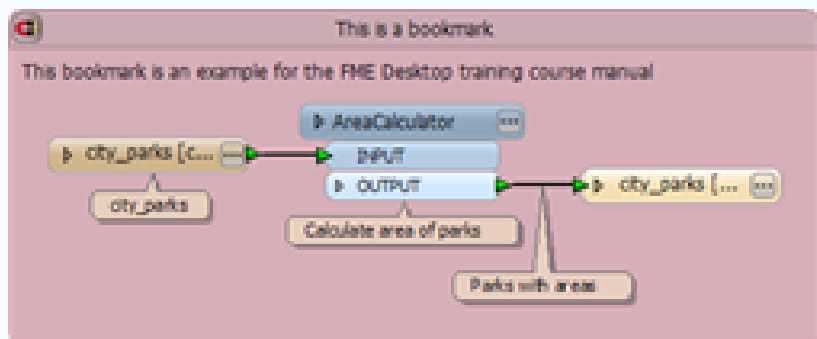 This is a bookmark
This bookmark is an example for the FME Desktop training course manual
AreaCalculator
city_parks [c...
INPUT
OUTPUT
city_parks [...
city_parks
Calculate area of parks
Parks with areas